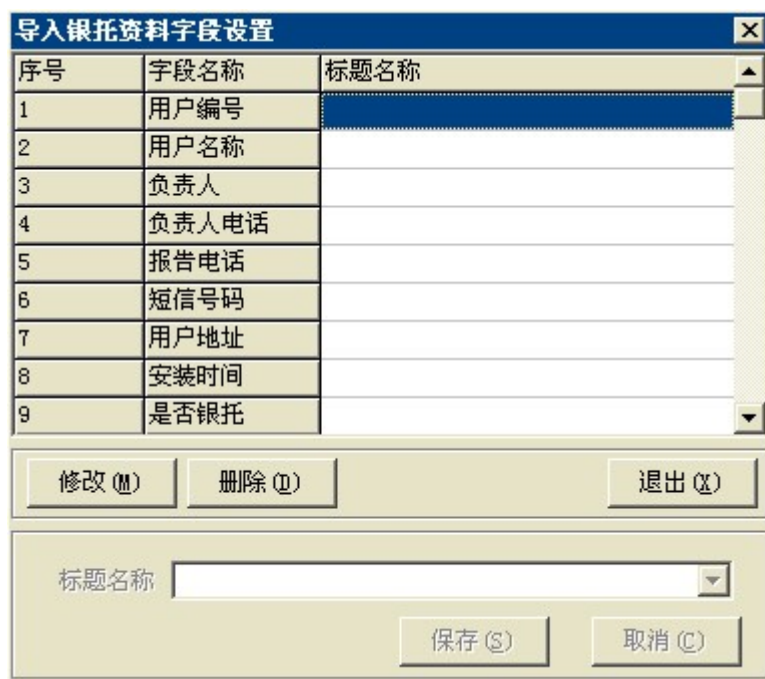 导入银托资料字段设置
序号 字段名称 标题名称
1 用户编号
2 用户名称
3 负责人
4 负责人电话
5 报告电话
6 短信号码
7 用户地址
8 安装时间
9 是否银托
修改(M) 删除(D) 退出(X)
标题名称
保存(S) 取消(C)